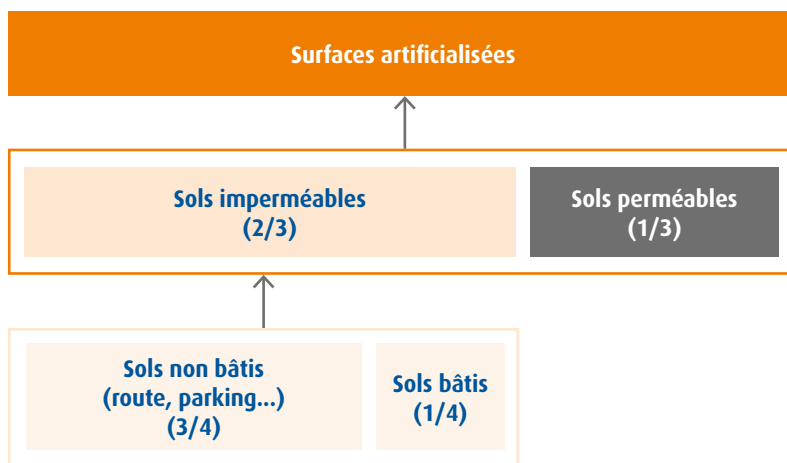 Surfaces artificialisées
Sols imperméables
(2/3)
Sols perméables
(1/3)
Sols non bâtis
(route, parking...)
(3/4)
Sols bâtis
(1/4)